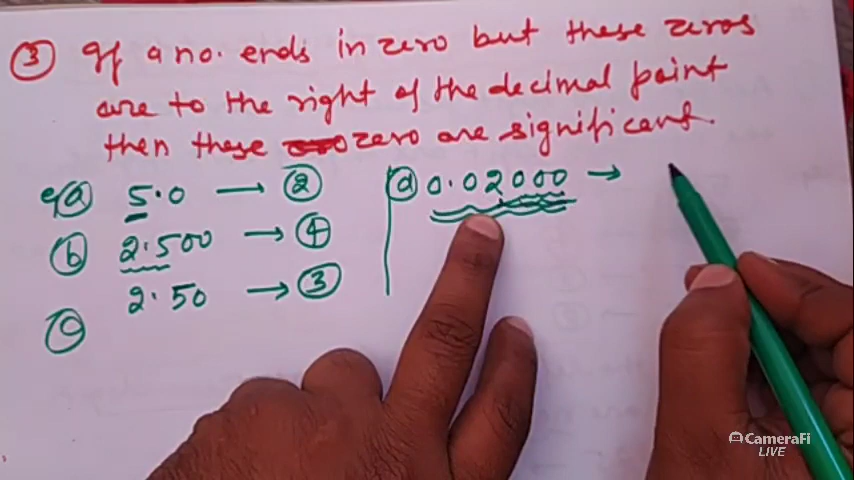 ③ If a no. ends in zero but these zeros
are to the right of the decimal point
then these zero are significant.
eg ⓐ 5.0 → ②
ⓑ 2.500 → ④
ⓒ 2.50 → ③
ⓓ 0.02000 →
CameraFi
LIVE